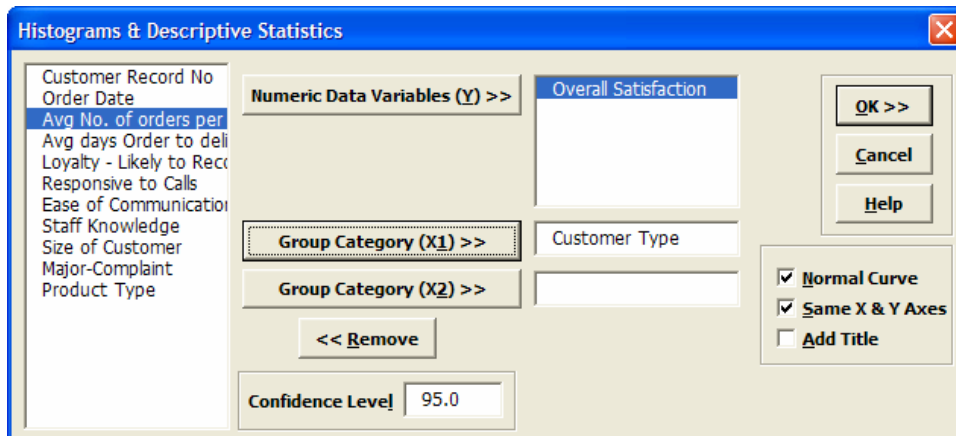 Histograms & Descriptive Statistics
Customer Record No
Order Date
Avg No. of orders per
Avg days Order to deli
Loyalty - Likely to Reco
Responsive to Calls
Ease of Communication
Staff Knowledge
Size of Customer
Major-Complaint
Product Type
Numeric Data Variables (Y) >>
Overall Satisfaction
Group Category (X1) >>
Customer Type
Group Category (X2) >>
<< Remove
Confidence Level
95.0
OK >>
Cancel
Help
Normal Curve
Same X & Y Axes
Add Title